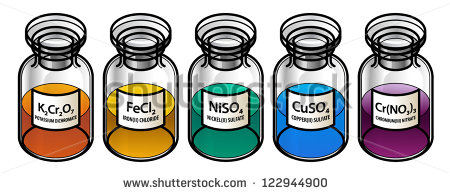 K₂Cr₂O₇
POTASSIUM DICHROMATE
FeCl₃
IRON(III) CHLORIDE
NiSO₄
NICKEL(II) SULFATE
CuSO₄
COPPER(II) SULFATE
Cr(NO₃)₃
CHROMIUM(III) NITRATE
shutterstock
www.shutterstock.com · 122944900